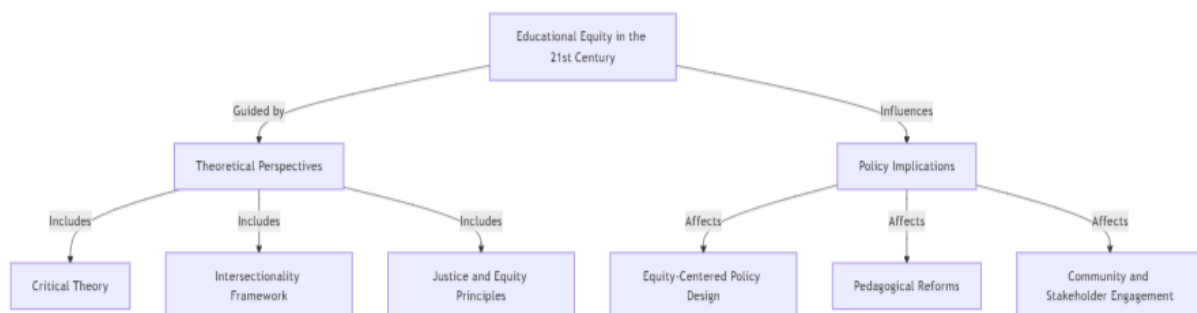 Educational Equity in the
21st Century
Guided by
Influences
Theoretical Perspectives
Policy Implications
Includes
Includes
Includes
Affects
Affects
Affects
Critical Theory
Intersectionality
Framework
Justice and Equity
Principles
Equity-Centered Policy
Design
Pedagogical Reforms
Community and
Stakeholder Engagement